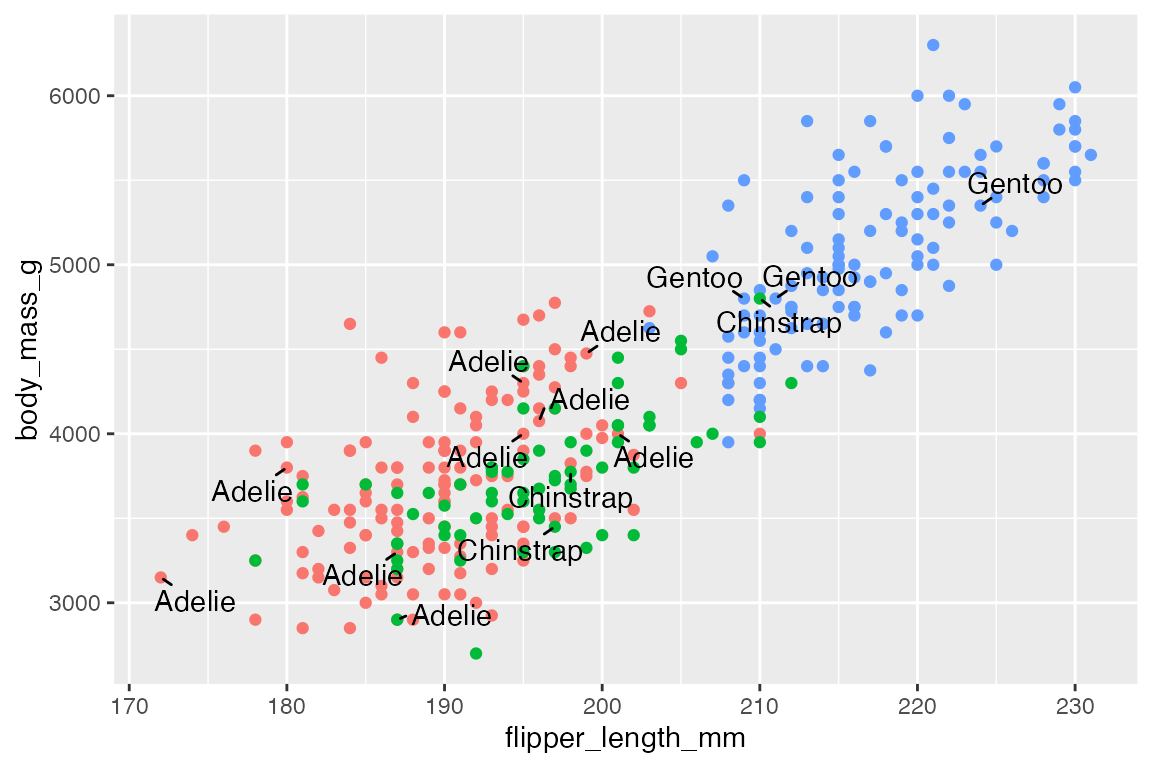 6000
5000
4000
3000
body_mass_g
Gentoo
Gentoo
Gentoo
Chinstrap
Adelie
Adelie
Adelie
Adelie
Adelie
Adelie
Chinstrap
Chinstrap
Adelie
Adelie
Adelie
170
180
190
200
210
220
230
flipper_length_mm